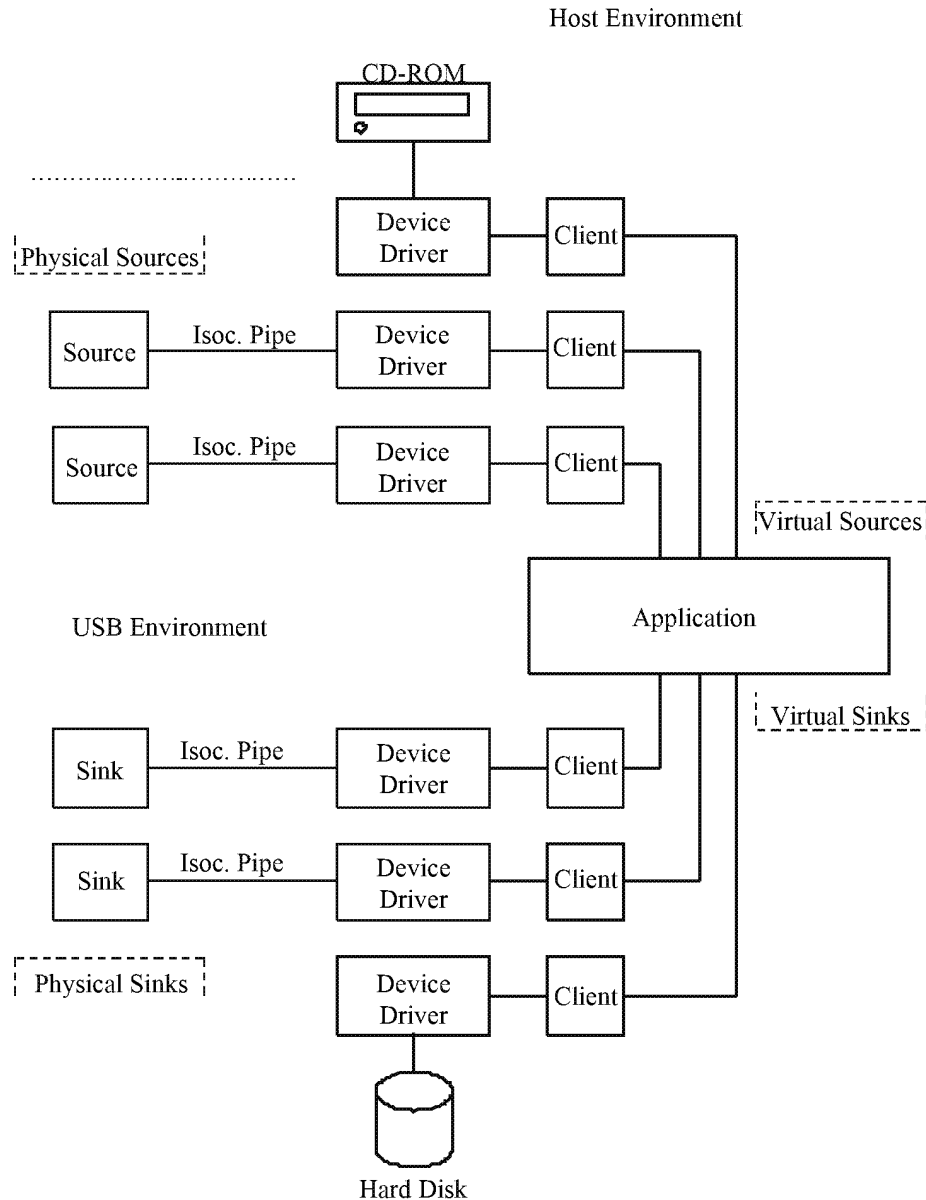 Host Environment
CD-ROM
Device
Driver
Client
Physical Sources
Source
Isoc. Pipe
Device
Driver
Client
Source
Isoc. Pipe
Device
Driver
Client
Virtual Sources
Application
USB Environment
Virtual Sinks
Sink
Isoc. Pipe
Device
Driver
Client
Sink
Isoc. Pipe
Device
Driver
Client
Physical Sinks
Device
Driver
Client
Hard Disk